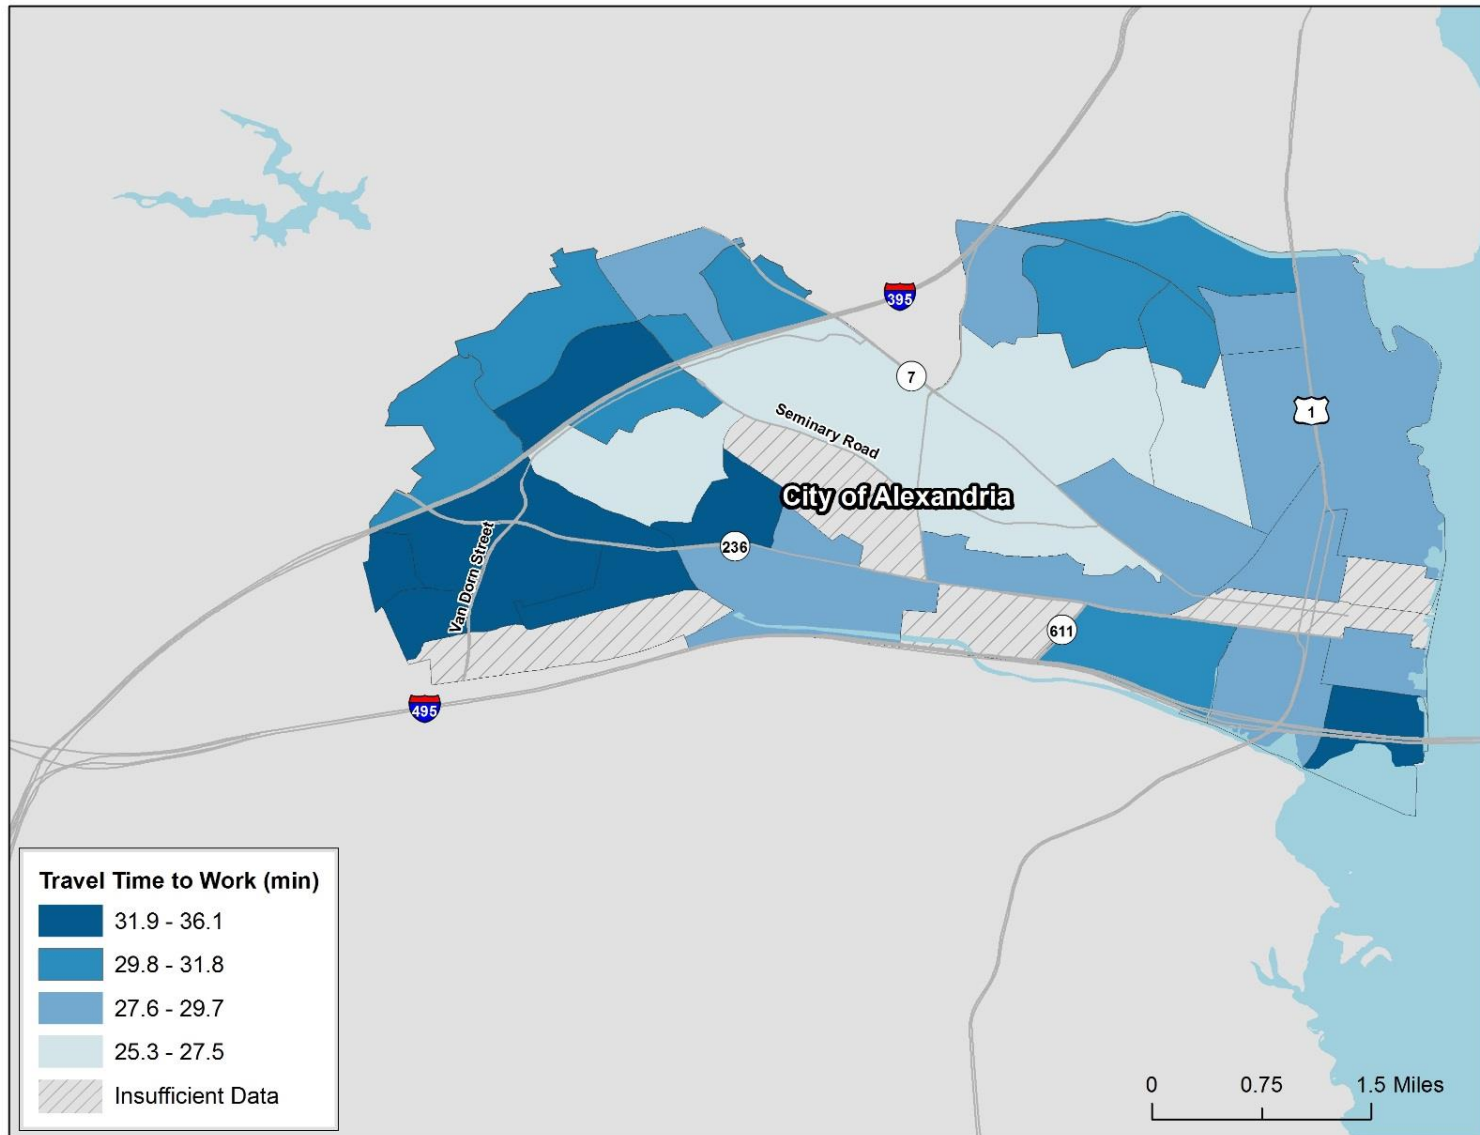 395
7
1
Seminary Road
City of Alexandria
Van Dorn Street
236
611
495
Travel Time to Work (min)
31.9 - 36.1
29.8 - 31.8
27.6 - 29.7
25.3 - 27.5
Insufficient Data
0 0.75 1.5 Miles